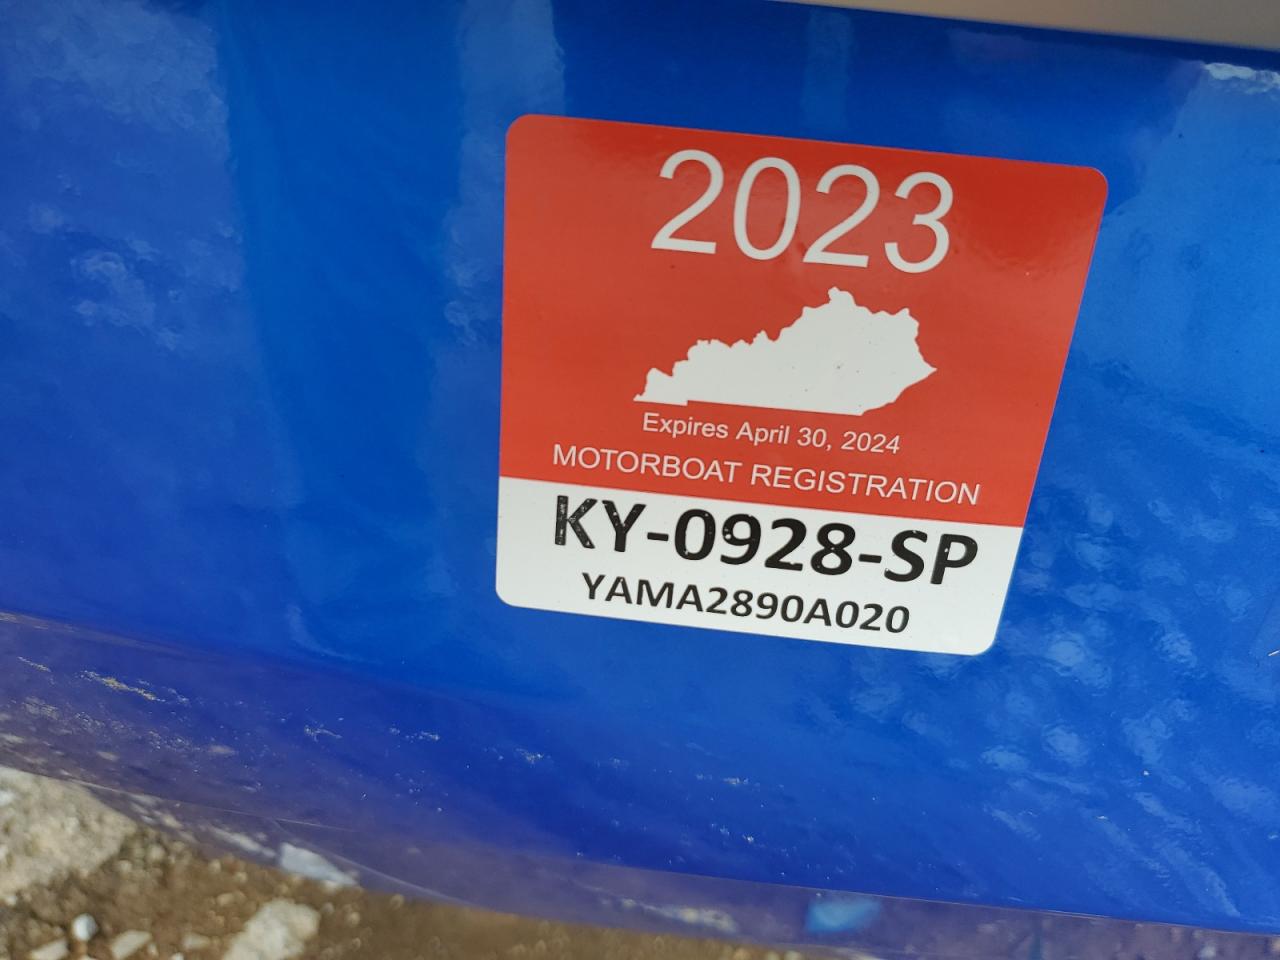 2023
Expires April 30, 2024
MOTORBOAT REGISTRATION
KY-0928-SP
YAMA2890A020